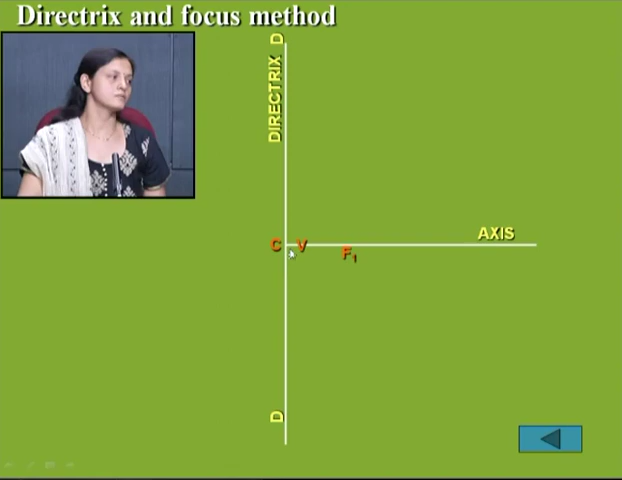 Directrix and focus method
D
DIRECTRIX
C V
F1
AXIS
D